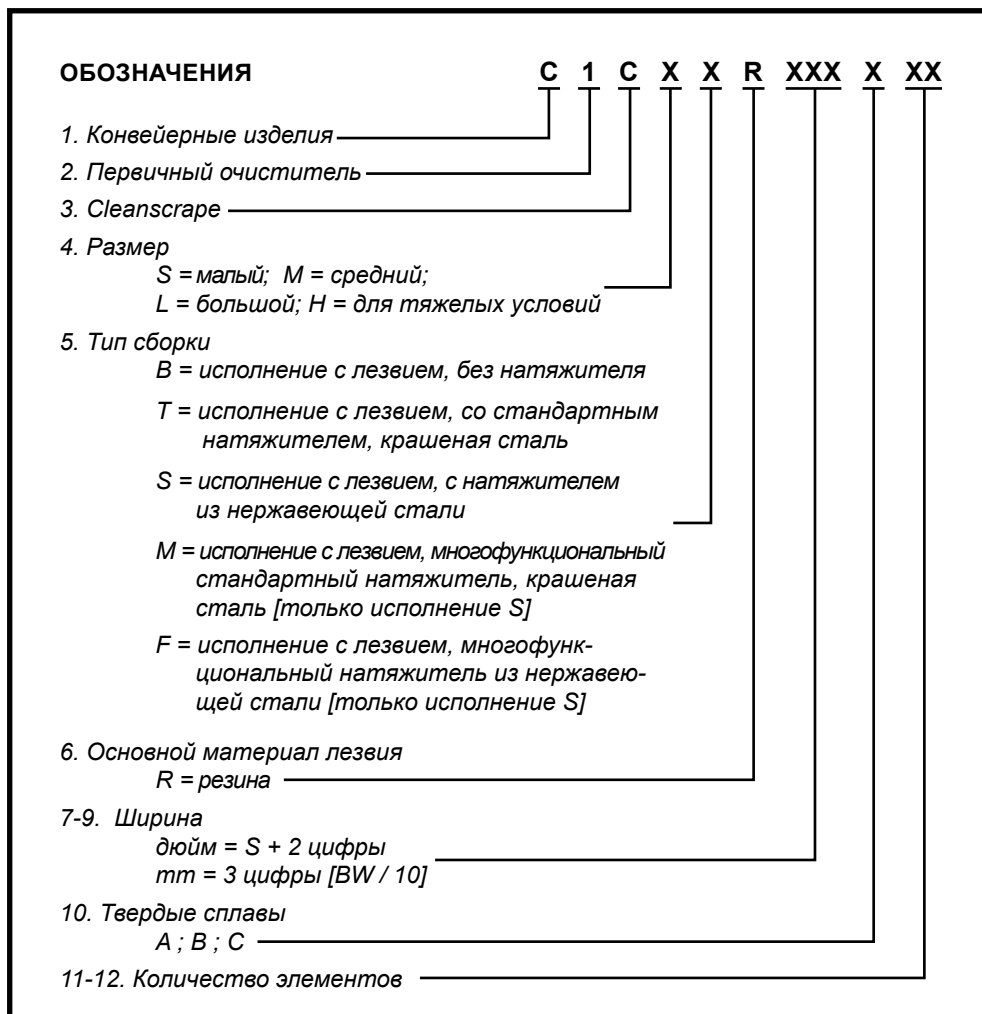 ОБОЗНАЧЕНИЯ C 1 C X X R XXX X XX
1. Конвейерные изделия
2. Первичный очиститель
3. Cleanscrape
4. Размер
S = малый; M = средний;
L = большой; H = для тяжелых условий
5. Тип сборки
B = исполнение с лезвием, без натяжителя
T = исполнение с лезвием, со стандартным
натяжителем, крашеная сталь
S = исполнение с лезвием, с натяжителем
из нержавеющей стали
M = исполнение с лезвием, многофункциональный
стандартный натяжитель, крашеная
сталь [только исполнение S]
F = исполнение с лезвием, многофунк-
циональный натяжитель из нержавею-
щей стали [только исполнение S]
6. Основной материал лезвия
R = резина
7-9. Ширина
дюйм = S + 2 цифры
mm = 3 цифры [BW / 10]
10. Твердые сплавы
A ; B ; C
11-12. Количество элементов